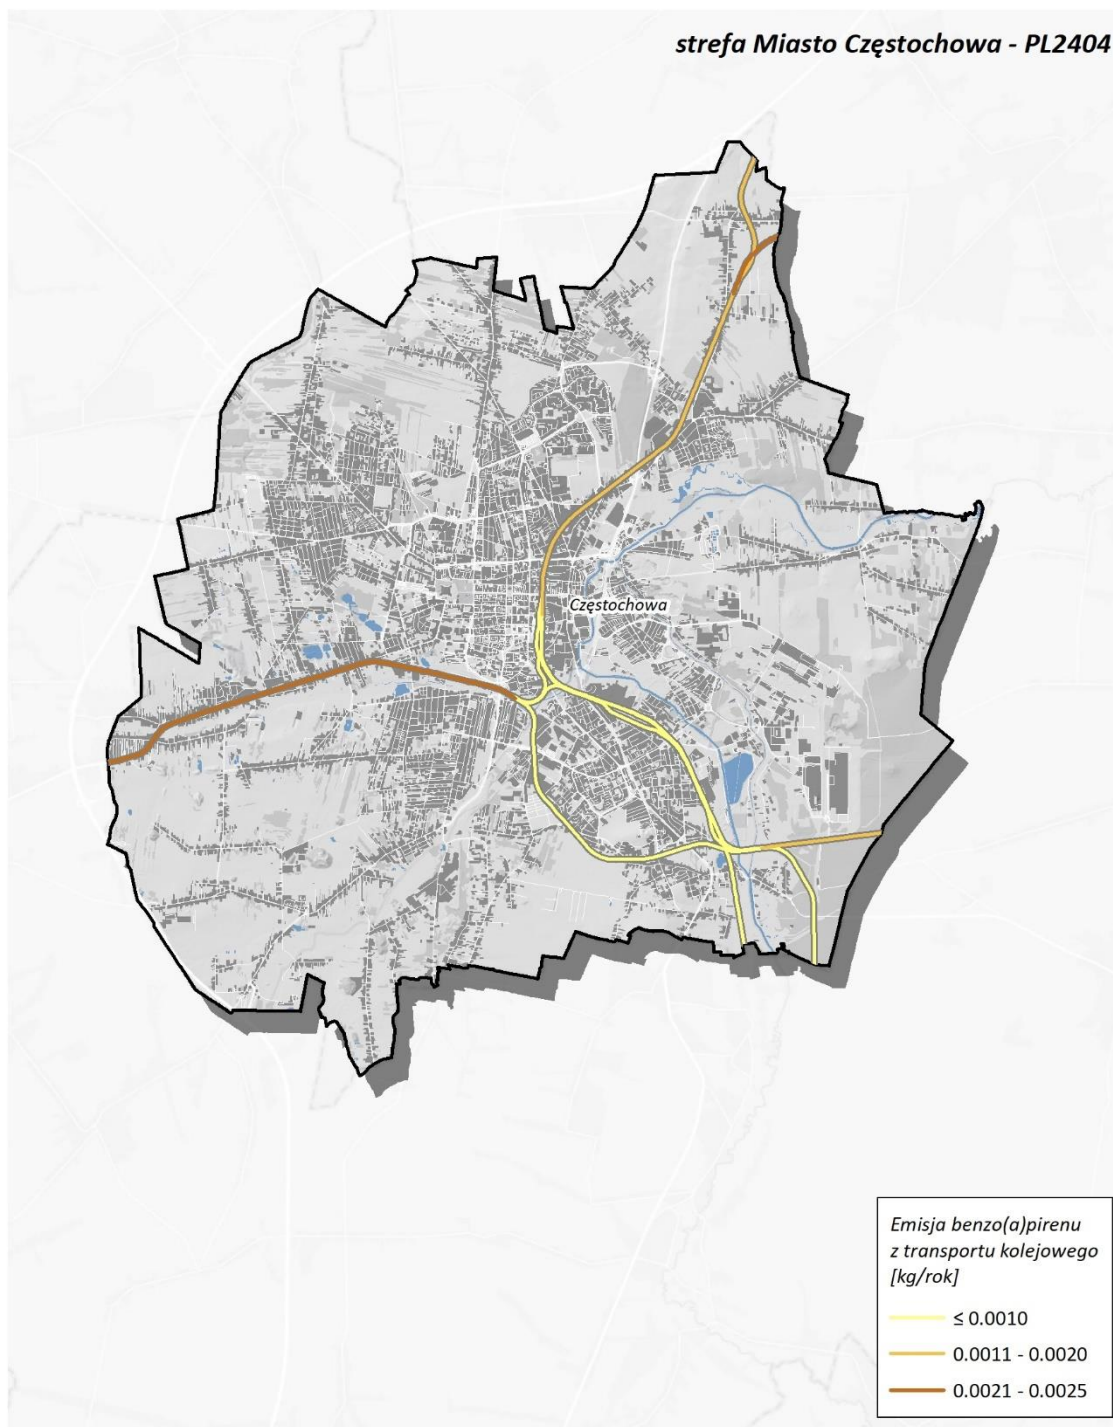 strefa Miasto Częstochowa - PL2404
Częstochowa
Emisja benzo(a)pirenu
z transportu kolejowego
[kg/rok]
≤ 0.0010
0.0011 - 0.0020
0.0021 - 0.0025